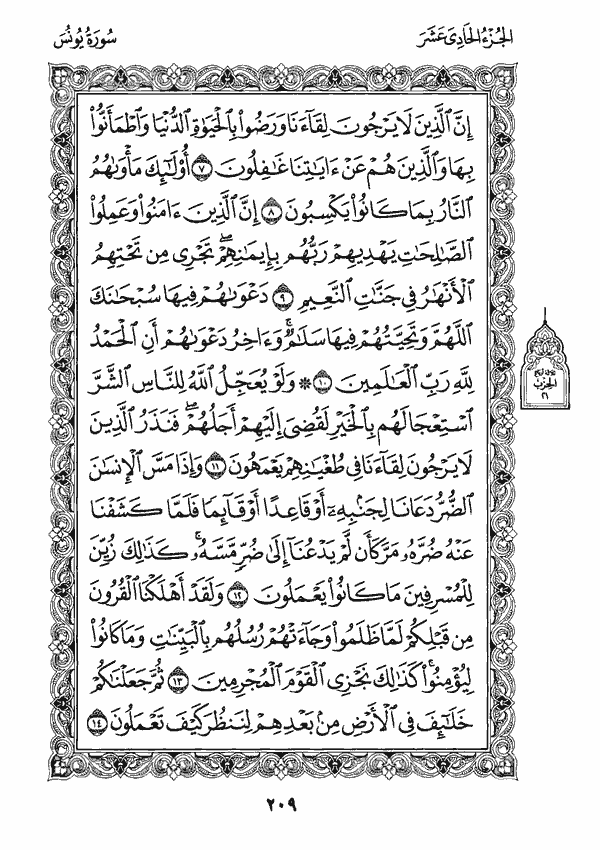 الجُزْءُ الحَادِي عَشَرَ
سُورَةُ يُونُسَ
إِنَّ ٱلَّذِينَ لَا يَرْجُونَ لِقَآءَنَا وَرَضُوا۟ بِٱلْحَيَوٰةِ ٱلدُّنْيَا وَٱطْمَأَنُّوا۟
بِهَا وَٱلَّذِينَ هُمْ عَنْ ءَايَٰتِنَا غَٰفِلُونَ ٧ أُو۟لَٰٓئِكَ مَأْوَىٰهُمُ
ٱلنَّارُ بِمَا كَانُوا۟ يَكْسِبُونَ ٨ إِنَّ ٱلَّذِينَ ءَامَنُوا۟ وَعَمِلُوا۟
ٱلصَّٰلِحَٰتِ يَهْدِيهِمْ رَبُّهُم بِإِيمَٰنِهِمْ ۖ تَجْرِى مِن تَحْتِهِمُ
ٱلْأَنْهَٰرُ فِى جَنَّٰتِ ٱلنَّعِيمِ ٩ دَعْوَىٰهُمْ فِيهَا سُبْحَٰنَكَ
ٱللَّهُمَّ وَتَحِيَّتُهُمْ فِيهَا سَلَٰمٌ ۚ وَءَاخِرُ دَعْوَىٰهُمْ أَنِ ٱلْحَمْدُ
لِلَّهِ رَبِّ ٱلْعَٰلَمِينَ ١٠ ۞ وَلَوْ يُعَجِّلُ ٱللَّهُ لِلنَّاسِ ٱلشَّرَّ
ٱسْتِعْجَالَهُم بِٱلْخَيْرِ لَقُضِىَ إِلَيْهِمْ أَجَلُهُمْ ۖ فَنَذَرُ ٱلَّذِينَ
لَا يَرْجُونَ لِقَآءَنَا فِى طُغْيَٰنِهِمْ يَعْمَهُونَ ١١ وَإِذَا مَسَّ ٱلْإِنسَٰنَ
ٱلضُّرُّ دَعَانَا لِجَنۢبِهِۦٓ أَوْ قَاعِدًا أَوْ قَآئِمًا فَلَمَّا كَشَفْنَا
عَنْهُ ضُرَّهُۥ مَرَّ كَأَن لَّمْ يَدْعُنَآ إِلَىٰ ضُرٍّ مَّسَّهُۥ ۚ كَذَٰلِكَ زُيِّنَ
لِلْمُسْرِفِينَ مَا كَانُوا۟ يَعْمَلُونَ ١٢ وَلَقَدْ أَهْلَكْنَا ٱلْقُرُونَ
مِن قَبْلِكُمْ لَمَّا ظَلَمُوا۟ ۙ وَجَآءَتْهُمْ رُسُلُهُم بِٱلْبَيِّنَٰتِ وَمَا كَانُوا۟
لِيُؤْمِنُوا۟ ۚ كَذَٰلِكَ نَجْزِى ٱلْقَوْمَ ٱلْمُجْرِمِينَ ١٣ ثُمَّ جَعَلْنَٰكُمْ
خَلَٰٓئِفَ فِى ٱلْأَرْضِ مِنۢ بَعْدِهِمْ لِنَنظُرَ كَيْفَ تَعْمَلُونَ ١٤
الحزب
٢١
٢٠٩